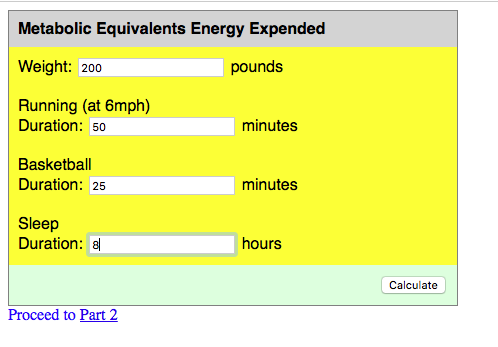 Metabolic Equivalents Energy Expended
Weight: 200 pounds
Running (at 6mph)
Duration: 50 minutes
Basketball
Duration: 25 minutes
Sleep
Duration: 8 hours
Calculate
Proceed to Part 2